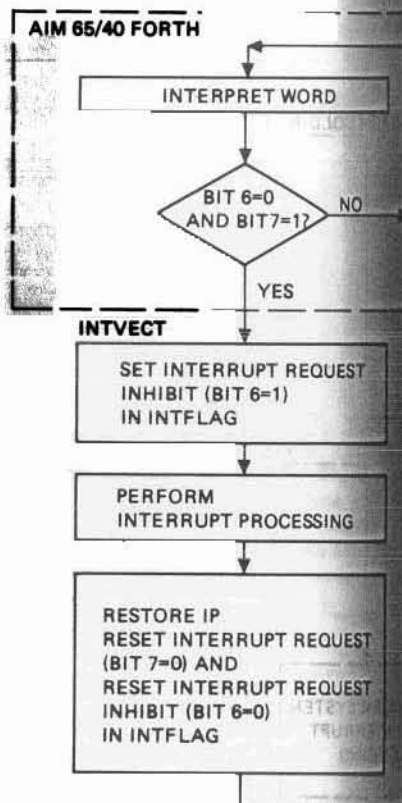 AIM 65/40 FORTH
INTERPRET WORD
BIT 6=0
AND BIT7=1?
NO
YES
INTVECT
SET INTERRUPT REQUEST
INHIBIT (BIT 6=1)
IN INTFLAG
PERFORM
INTERRUPT PROCESSING
RESTORE IP
RESET INTERRUPT REQUEST
(BIT 7=0) AND
RESET INTERRUPT REQUEST
INHIBIT (BIT 6=0)
IN INTFLAG